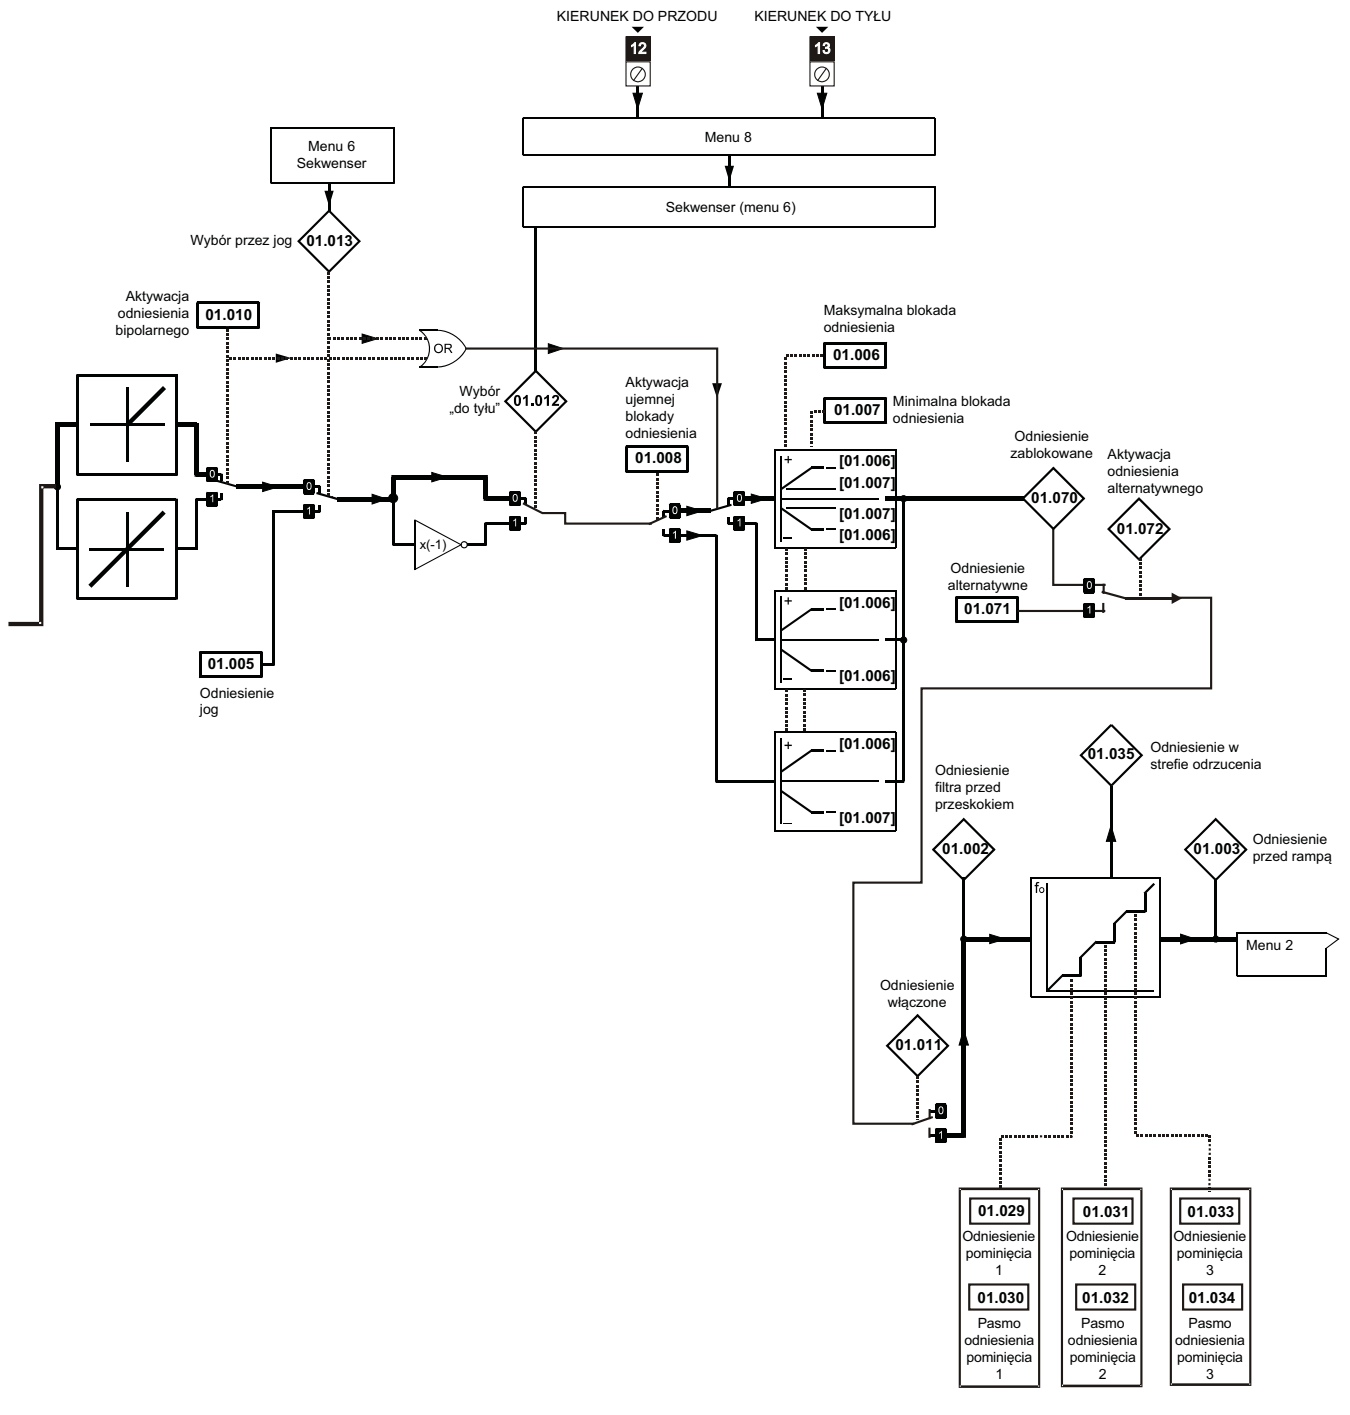 KIERUNEK DO PRZODU
KIERUNEK DO TYŁU
12
13
Menu 8
Menu 6
Sekwenser
Sekwenser (menu 6)
Wybór przez jog
01.013
Aktywacja
odniesienia
bipolarnego
01.010
OR
Wybór
„do tyłu”
01.012
Aktywacja
ujemnej
blokady
odniesienia
01.008
Maksymalna blokada
odniesienia
01.006
01.007
Minimalna blokada
odniesienia
0
1
0
1
x(-1)
0
1
0
1
0
1
+
[01.006]
[01.007]
[01.007]
[01.006]
–
+
[01.006]
[01.006]
–
+
[01.006]
[01.007]
–
Odniesienie
zablokowane
01.070
Aktywacja
odniesienia
alternatywnego
01.072
Odniesienie
alternatywne
01.071
0
1
01.005
Odniesienie
jog
Odniesienie
filtra przed
przeskokiem
01.002
01.035
Odniesienie w
strefie odrzucenia
01.003
Odniesienie
przed rampą
fo
Menu 2
Odniesienie
włączone
01.011
0
1
01.029
Odniesienie
pominięcia
1
01.030
Pasmo
odniesienia
pominięcia
1
01.031
Odniesienie
pominięcia
2
01.032
Pasmo
odniesienia
pominięcia
2
01.033
Odniesienie
pominięcia
3
01.034
Pasmo
odniesienia
pominięcia
3